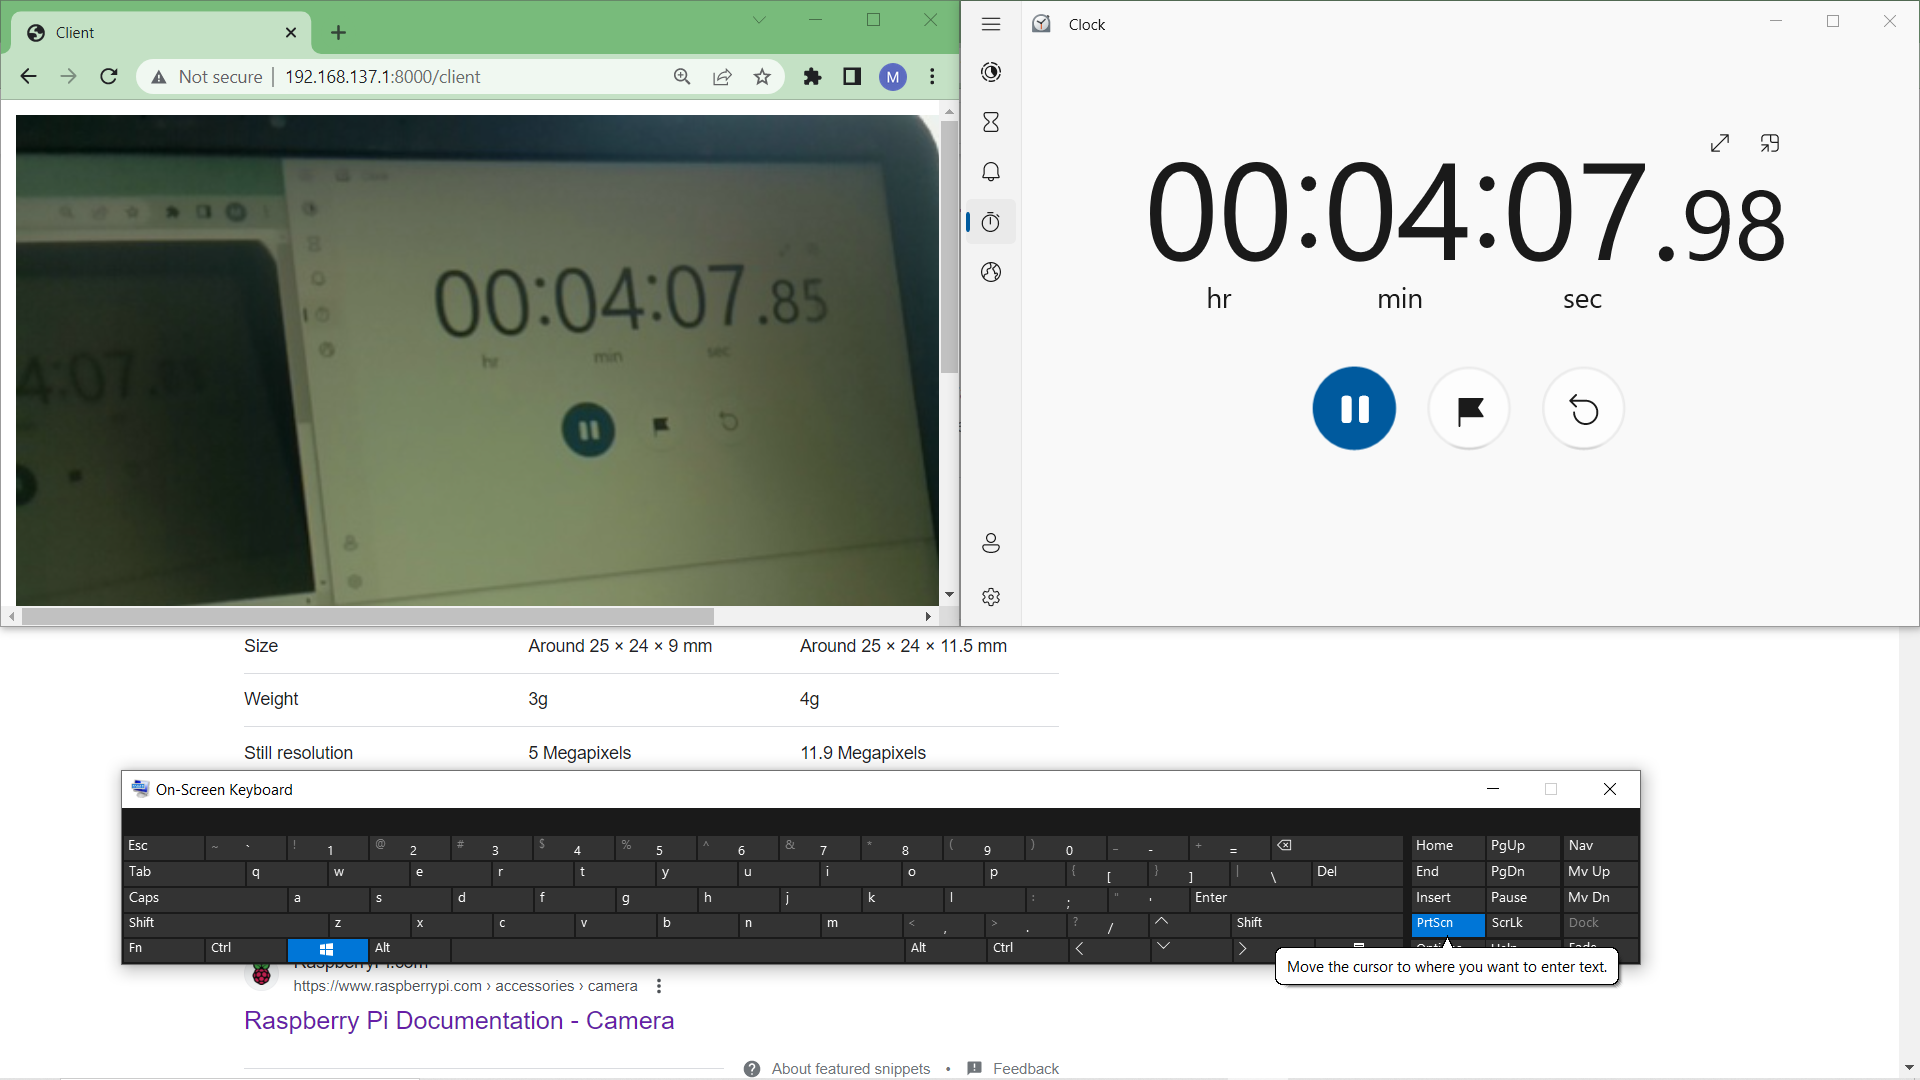 Client
Not secure
192.168.137.1:8000/client
M
00:04:07.85
hr min sec
4:07
Clock
00:04:07.98
hr min sec
Size Around 25 × 24 × 9 mm Around 25 × 24 × 11.5 mm
Weight 3g 4g
Still resolution 5 Megapixels 11.9 Megapixels
On-Screen Keyboard
Esc ~ ` ! 1 @ 2 # 3 $ 4 % 5 ^ 6 & 7 * 8 ( 9 ) 0 _ - + = Home PgUp Nav
Tab q w e r t y u i o p { [ } ] | \ Del End PgDn Mv Up
Caps a s d f g h j k l : ; " ' Enter Insert Pause Mv Dn
Shift z x c v b n m < , > . ? / Shift PrtScn ScrLk Dock
Fn Ctrl Alt Alt Ctrl
Move the cursor to where you want to enter text.
RaspberryPi.com
https://www.raspberrypi.com › accessories › camera
Raspberry Pi Documentation - Camera
About featured snippets • Feedback